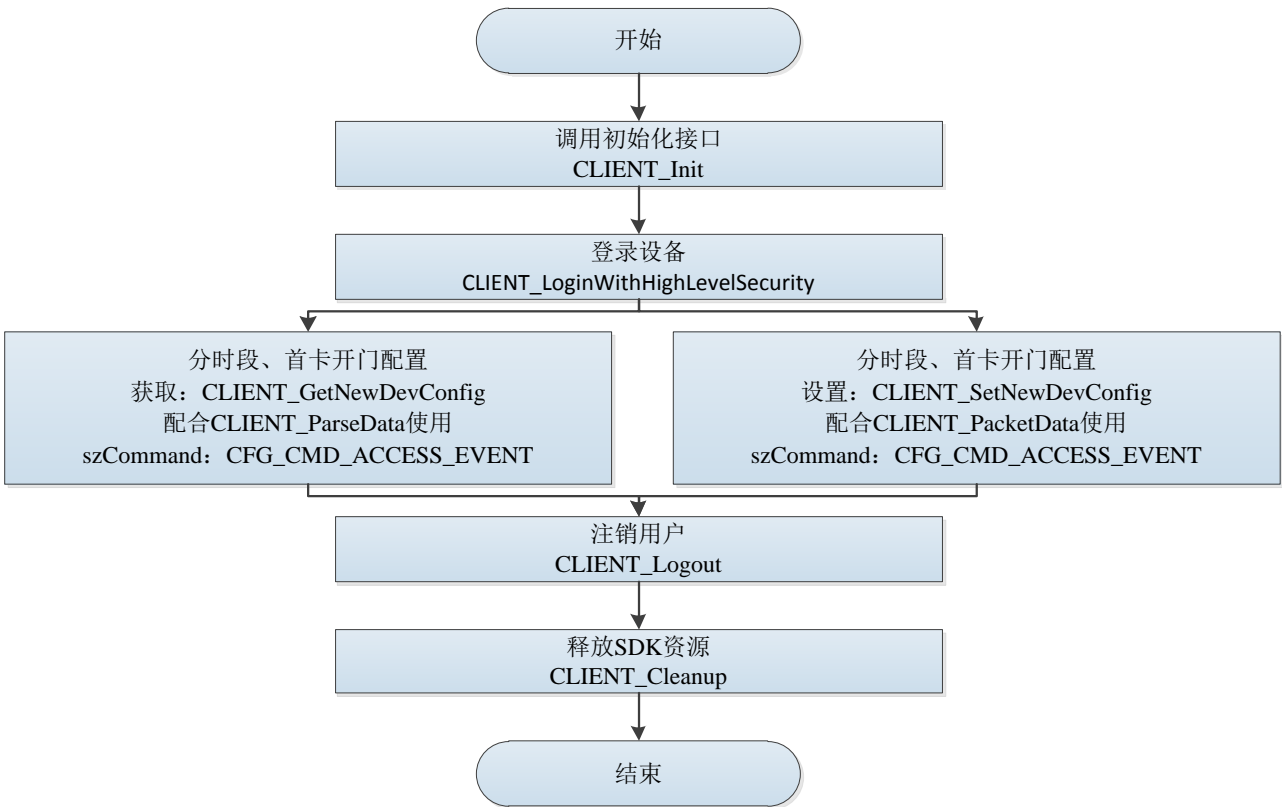 开始
调用初始化接口
CLIENT_Init
登录设备
CLIENT_LoginWithHighLevelSecurity
分时段、首卡开门配置
获取：CLIENT_GetNewDevConfig
配合CLIENT_ParseData使用
szCommand：CFG_CMD_ACCESS_EVENT
分时段、首卡开门配置
设置：CLIENT_SetNewDevConfig
配合CLIENT_PacketData使用
szCommand：CFG_CMD_ACCESS_EVENT
注销用户
CLIENT_Logout
释放SDK资源
CLIENT_Cleanup
结束